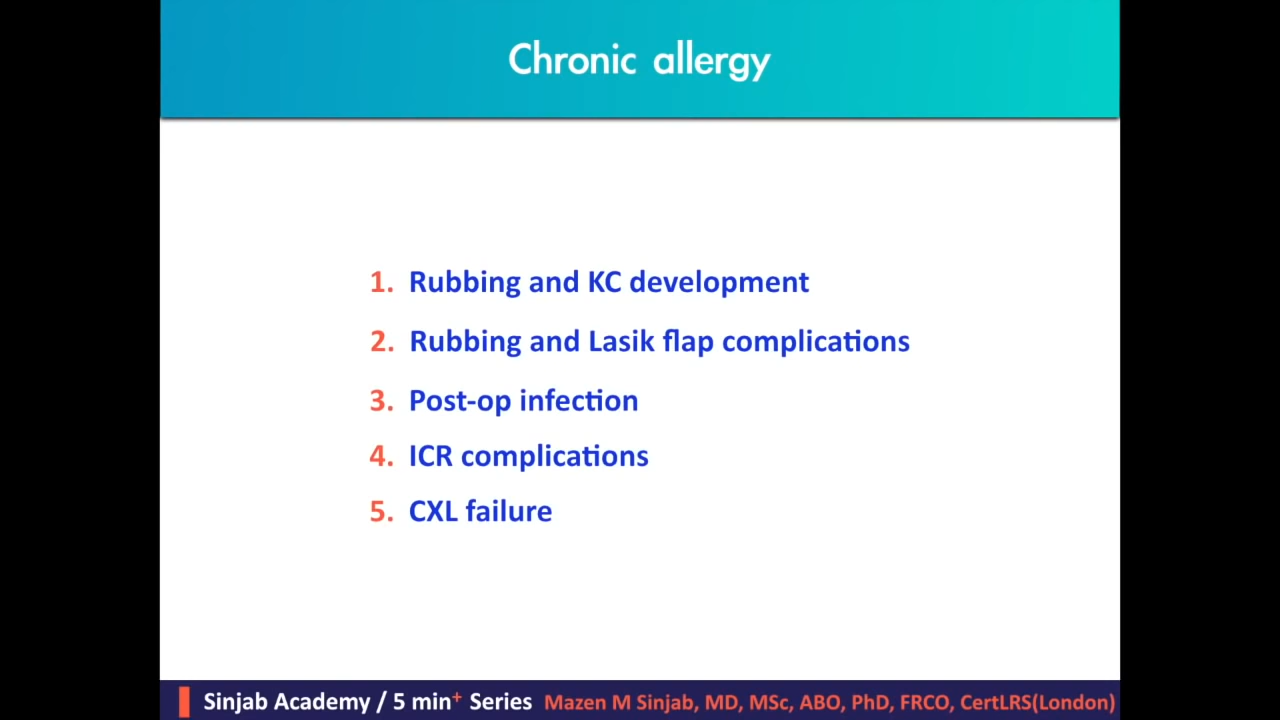 Chronic allergy
1. Rubbing and KC development
2. Rubbing and Lasik flap complications
3. Post-op infection
4. ICR complications
5. CXL failure
Sinjab Academy / 5 min+ Series Mazen M Sinjab, MD, MSc, ABO, PhD, FRCO, CertLRS(London)